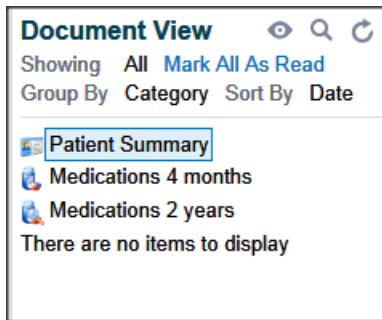 Document View
Showing All Mark All As Read
Group By Category Sort By Date
Patient Summary
Medications 4 months
Medications 2 years
There are no items to display